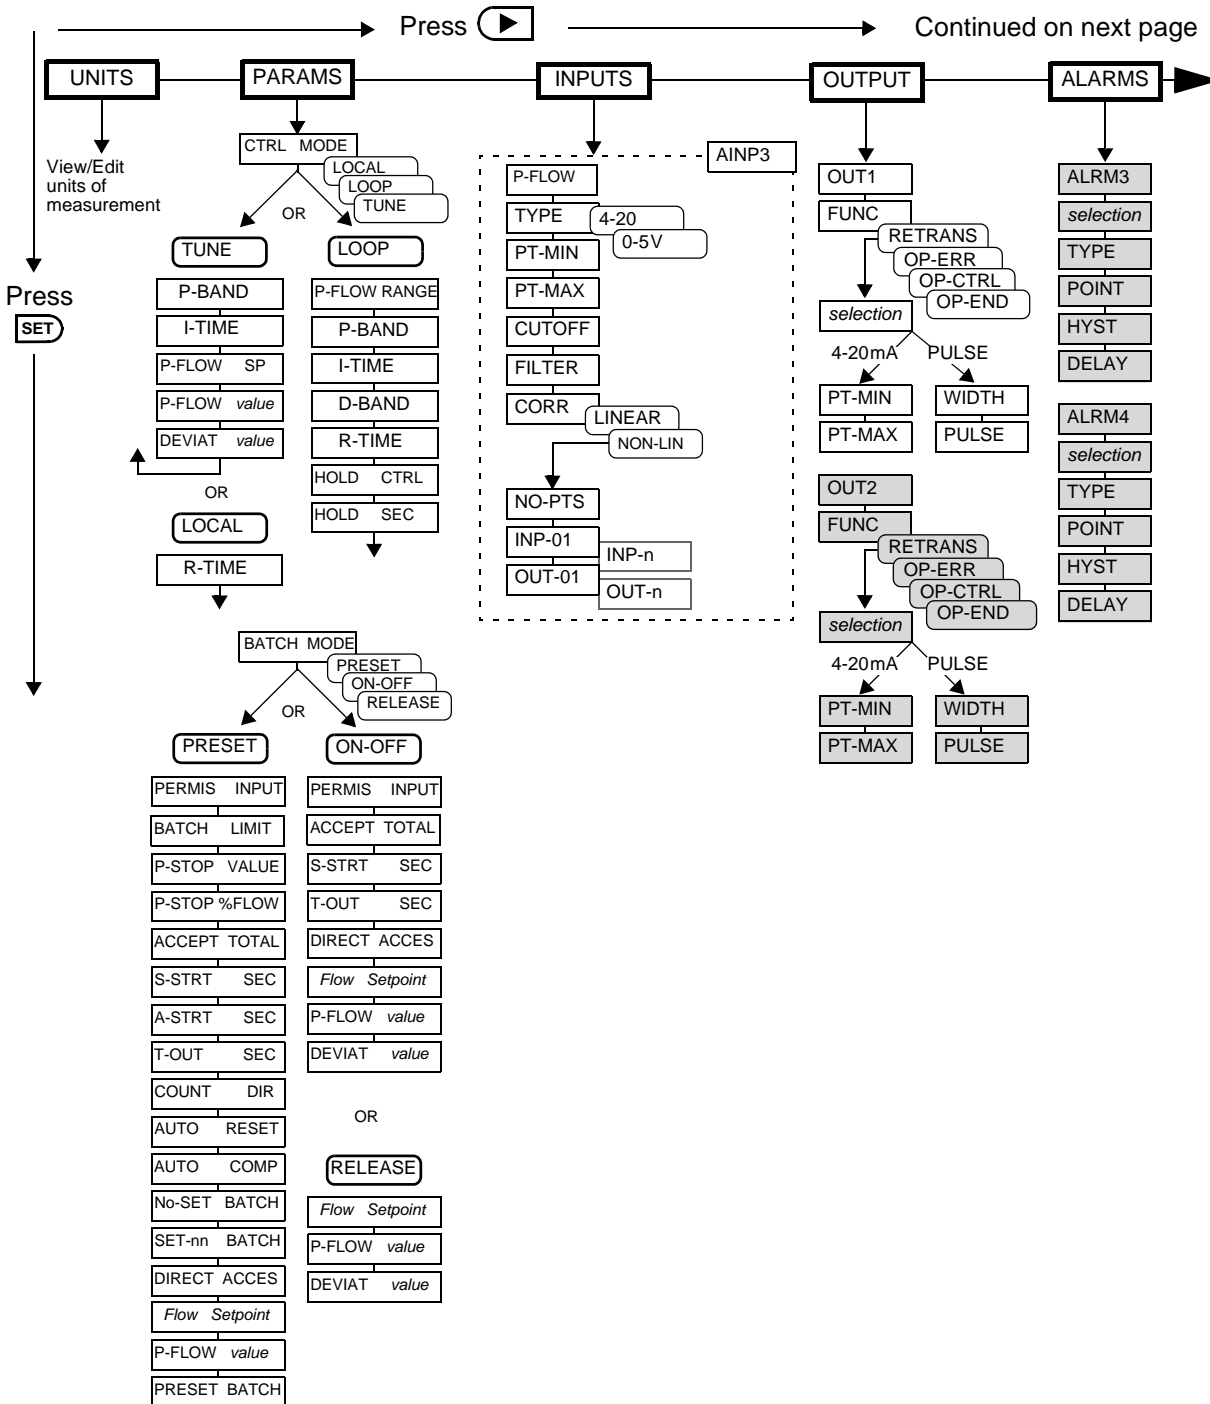 Press
Continued on next page
UNITS
PARAMS
INPUTS
OUTPUT
ALARMS
View/Edit
units of
measurement
Press
SET
CTRL MODE
LOCAL
LOOP
TUNE
OR
TUNE
P-BAND
I-TIME
P-FLOW SP
P-FLOW value
DEVIAT value
OR
LOCAL
R-TIME
LOOP
P-FLOW RANGE
P-BAND
I-TIME
D-BAND
R-TIME
HOLD CTRL
HOLD SEC
BATCH MODE
PRESET
ON-OFF
RELEASE
OR
PRESET
PERMIS INPUT
BATCH LIMIT
P-STOP VALUE
P-STOP %FLOW
ACCEPT TOTAL
S-STRT SEC
A-STRT SEC
T-OUT SEC
COUNT DIR
AUTO RESET
AUTO COMP
No-SET BATCH
SET-nn BATCH
DIRECT ACCES
Flow Setpoint
P-FLOW value
PRESET BATCH
ON-OFF
PERMIS INPUT
ACCEPT TOTAL
S-STRT SEC
T-OUT SEC
DIRECT ACCES
Flow Setpoint
P-FLOW value
DEVIAT value
OR
RELEASE
Flow Setpoint
P-FLOW value
DEVIAT value
AINP3
P-FLOW
TYPE
4-20
0-5V
PT-MIN
PT-MAX
CUTOFF
FILTER
CORR
LINEAR
NON-LIN
NO-PTS
INP-01
INP-n
OUT-01
OUT-n
OUT1
FUNC
RETRANS
OP-ERR
OP-CTRL
OP-END
selection
4-20mA
PULSE
PT-MIN
PT-MAX
WIDTH
PULSE
OUT2
FUNC
RETRANS
OP-ERR
OP-CTRL
OP-END
selection
4-20mA
PULSE
PT-MIN
PT-MAX
WIDTH
PULSE
ALRM3
selection
TYPE
POINT
HYST
DELAY
ALRM4
selection
TYPE
POINT
HYST
DELAY